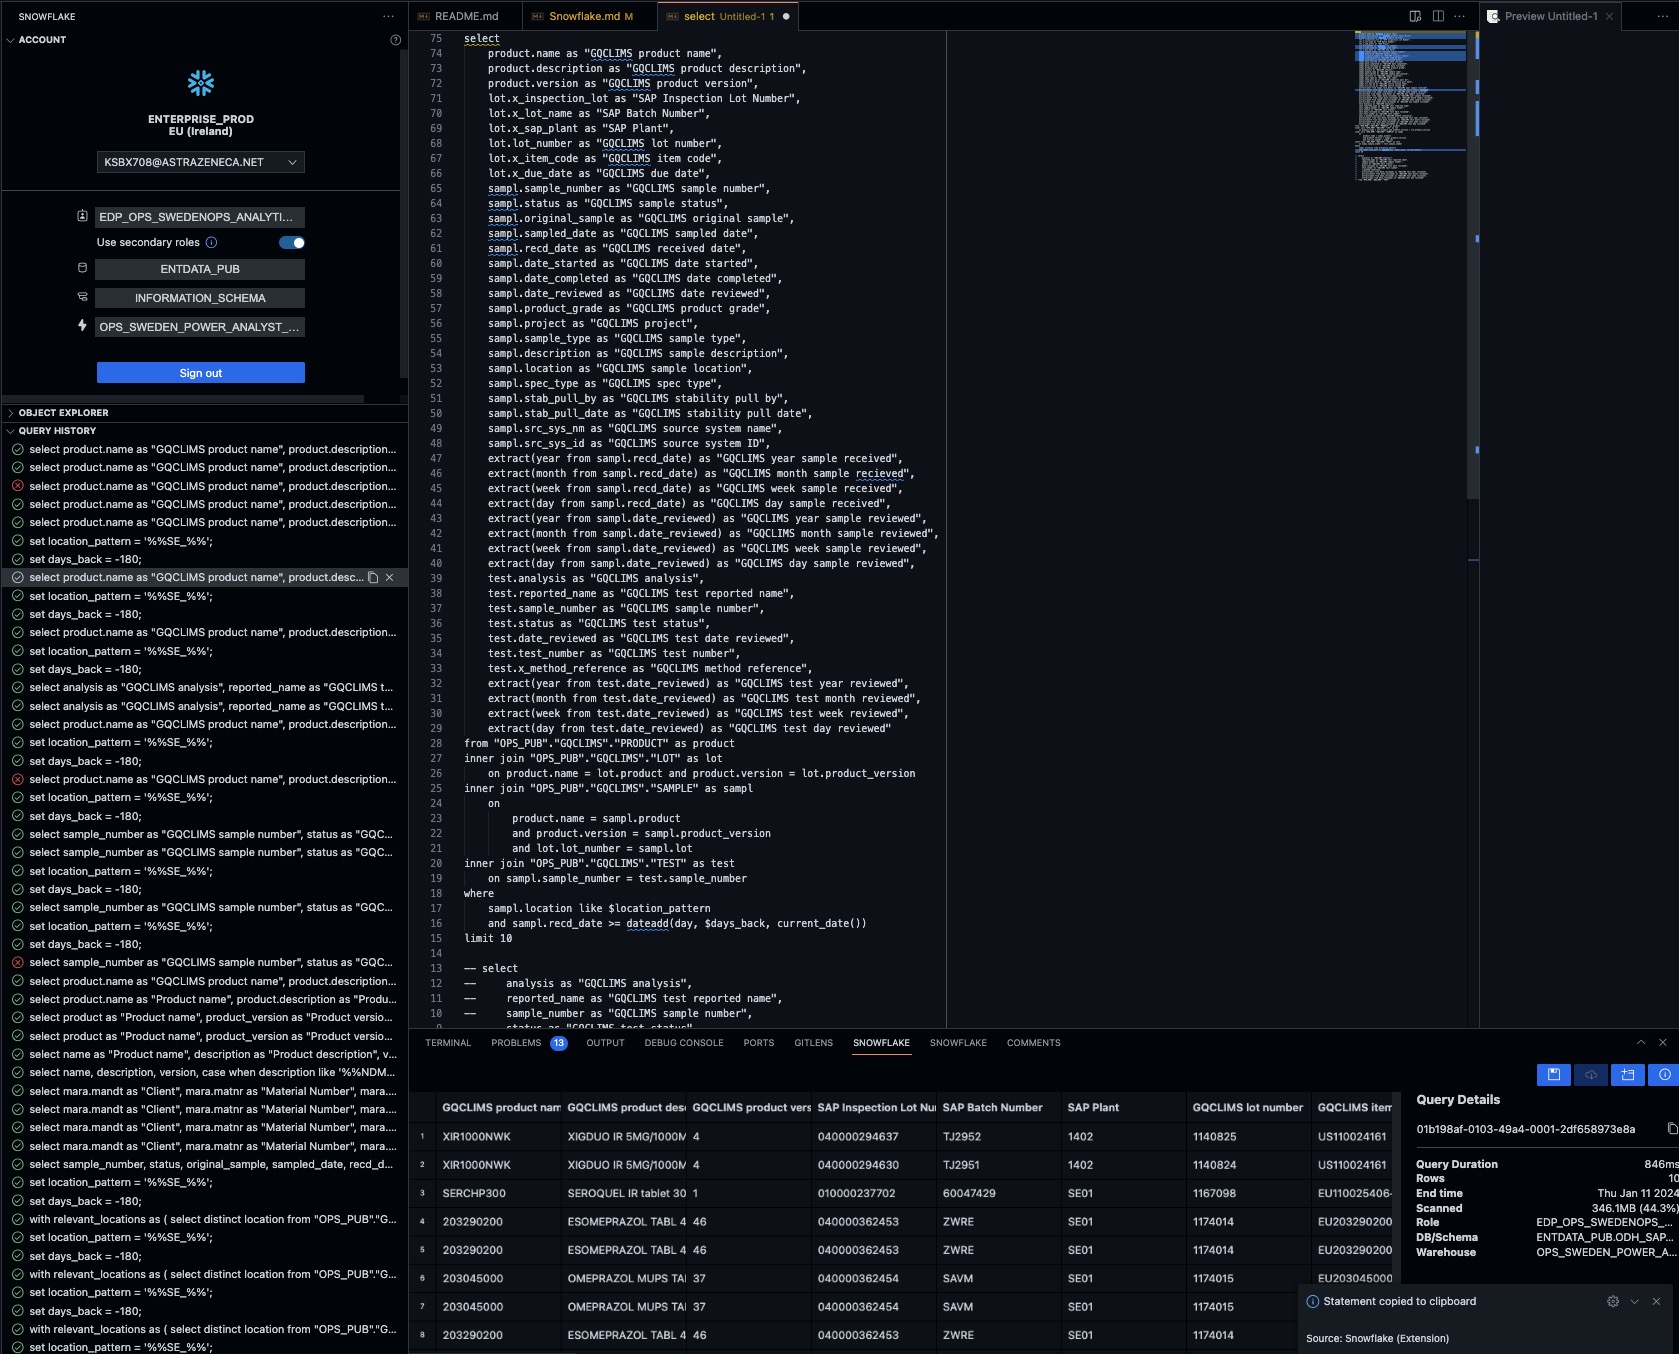 SNOWFLAKE
ACCOUNT
ENTERPRISE_PROD
EU (Ireland)
KSBX708@ASTRAZENECA.NET
EDP_OPS_SWEDENOPS_ANALYTI...
Use secondary roles
ENTDATA_PUB
INFORMATION_SCHEMA
OPS_SWEDEN_POWER_ANALYST_...
Sign out
OBJECT EXPLORER
QUERY HISTORY
select product.name as "GQCLIMS product name", product.description...
select product.name as "GQCLIMS product name", product.description...
select product.name as "GQCLIMS product name", product.description...
select product.name as "GQCLIMS product name", product.description...
select product.name as "GQCLIMS product name", product.description...
set location_pattern = '%%SE_%%';
set days_back = -180;
select product.name as "GQCLIMS product name", product.desc...
set location_pattern = '%%SE_%%';
set days_back = -180;
select product.name as "GQCLIMS product name", product.description...
set location_pattern = '%%SE_%%';
set days_back = -180;
select analysis as "GQCLIMS analysis", reported_name as "GQCLIMS t...
select analysis as "GQCLIMS analysis", reported_name as "GQCLIMS t...
select product.name as "GQCLIMS product name", product.description...
set location_pattern = '%%SE_%%';
set days_back = -180;
select product.name as "GQCLIMS product name", product.description...
set location_pattern = '%%SE_%%';
set days_back = -180;
select sample_number as "GQCLIMS sample number", status as "GQC...
select sample_number as "GQCLIMS sample number", status as "GQC...
set location_pattern = '%%SE_%%';
set days_back = -180;
select sample_number as "GQCLIMS sample number", status as "GQC...
set location_pattern = '%%SE_%%';
set days_back = -180;
select sample_number as "GQCLIMS sample number", status as "GQC...
select product.name as "GQCLIMS product name", product.description...
select product.name as "Product name", product.description as "Produ...
select product as "Product name", product_version as "Product versio...
select product as "Product name", product_version as "Product versio...
select name as "Product name", description as "Product description", v...
select name, description, version, case when description like '%%NDM...
select mara.mandt as "Client", mara.matnr as "Material Number", mara....
select mara.mandt as "Client", mara.matnr as "Material Number", mara....
select mara.mandt as "Client", mara.matnr as "Material Number", mara....
select mara.mandt as "Client", mara.matnr as "Material Number", mara....
select sample_number, status, original_sample, sampled_date, recd_d...
set location_pattern = '%%SE_%%';
set days_back = -180;
with relevant_locations as ( select distinct location from "OPS_PUB"."G...
set location_pattern = '%%SE_%%';
set days_back = -180;
with relevant_locations as ( select distinct location from "OPS_PUB"."G...
set location_pattern = '%%SE_%%';
set days_back = -180;
with relevant_locations as ( select distinct location from "OPS_PUB"."G...
set location_pattern = '%%SE_%%';
README.md Snowflake.md M select Untitled-1 1 Preview Untitled-1
75 select
74 product.name as "GQCLIMS product name",
73 product.description as "GQCLIMS product description",
72 product.version as "GQCLIMS product version",
71 lot.x_inspection_lot as "SAP Inspection Lot Number",
70 lot.x_lot_name as "SAP Batch Number",
69 lot.x_sap_plant as "SAP Plant",
68 lot.lot_number as "GQCLIMS lot number",
67 lot.x_item_code as "GQCLIMS item code",
66 lot.x_due_date as "GQCLIMS due date",
65 sampl.sample_number as "GQCLIMS sample number",
64 sampl.status as "GQCLIMS sample status",
63 sampl.original_sample as "GQCLIMS original sample",
62 sampl.sampled_date as "GQCLIMS sampled date",
61 sampl.recd_date as "GQCLIMS received date",
60 sampl.date_started as "GQCLIMS date started",
59 sampl.date_completed as "GQCLIMS date completed",
58 sampl.date_reviewed as "GQCLIMS date reviewed",
57 sampl.product_grade as "GQCLIMS product grade",
56 sampl.project as "GQCLIMS project",
55 sampl.sample_type as "GQCLIMS sample type",
54 sampl.description as "GQCLIMS sample description",
53 sampl.location as "GQCLIMS sample location",
52 sampl.spec_type as "GQCLIMS spec type",
51 sampl.stab_pull_by as "GQCLIMS stability pull by",
50 sampl.stab_pull_date as "GQCLIMS stability pull date",
49 sampl.src_sys_nm as "GQCLIMS source system name",
48 sampl.src_sys_id as "GQCLIMS source system ID",
47 extract(year from sampl.recd_date) as "GQCLIMS year sample received",
46 extract(month from sampl.recd_date) as "GQCLIMS month sample recieved",
45 extract(week from sampl.recd_date) as "GQCLIMS week sample received",
44 extract(day from sampl.recd_date) as "GQCLIMS day sample received",
43 extract(year from sampl.date_reviewed) as "GQCLIMS year sample reviewed",
42 extract(month from sampl.date_reviewed) as "GQCLIMS month sample reviewed",
41 extract(week from sampl.date_reviewed) as "GQCLIMS week sample reviewed",
40 extract(day from sampl.date_reviewed) as "GQCLIMS day sample reviewed",
39 test.analysis as "GQCLIMS analysis",
38 test.reported_name as "GQCLIMS test reported name",
37 test.sample_number as "GQCLIMS sample number",
36 test.status as "GQCLIMS test status",
35 test.date_reviewed as "GQCLIMS test date reviewed",
34 test.test_number as "GQCLIMS test number",
33 test.x_method_reference as "GQCLIMS method reference",
32 extract(year from test.date_reviewed) as "GQCLIMS test year reviewed",
31 extract(month from test.date_reviewed) as "GQCLIMS test month reviewed",
30 extract(week from test.date_reviewed) as "GQCLIMS test week reviewed",
29 extract(day from test.date_reviewed) as "GQCLIMS test day reviewed"
28 from "OPS_PUB"."GQCLIMS"."PRODUCT" as product
27 inner join "OPS_PUB"."GQCLIMS"."LOT" as lot
26 on product.name = lot.product and product.version = lot.product_version
25 inner join "OPS_PUB"."GQCLIMS"."SAMPLE" as sampl
24 on
23 product.name = sampl.product
22 and product.version = sampl.product_version
21 and lot.lot_number = sampl.lot
20 inner join "OPS_PUB"."GQCLIMS"."TEST" as test
19 on sampl.sample_number = test.sample_number
18 where
17 sampl.location like $location_pattern
16 and sampl.recd_date >= dateadd(day, $days_back, current_date())
15 limit 10
14
13 -- select
12 -- analysis as "GQCLIMS analysis",
11 -- reported_name as "GQCLIMS test reported name",
10 -- sample_number as "GQCLIMS sample number",
9 -- status as "GQCLIMS test status",
TERMINAL PROBLEMS 13 OUTPUT DEBUG CONSOLE PORTS GITLENS SNOWFLAKE SNOWFLAKE COMMENTS
GQCLIMS product nam GQCLIMS product des GQCLIMS product vers SAP Inspection Lot Nu SAP Batch Number SAP Plant GQCLIMS lot number GQCLIMS item
1 XIR1000NWK XIGDUO IR 5MG/1000M 4 040000294637 TJ2952 1402 1140825 US110024161
2 XIR1000NWK XIGDUO IR 5MG/1000M 4 040000294630 TJ2951 1402 1140824 US110024161
3 SERCHP300 SEROQUEL IR tablet 30 1 010000237702 60047429 SE01 1167098 EU110025406-
4 203290200 ESOMEPRAZOL TABL 4 46 040000362453 ZWRE SE01 1174014 EU203290200
5 203290200 ESOMEPRAZOL TABL 4 46 040000362453 ZWRE SE01 1174014 EU203290200
6 203045000 OMEPRAZOL MUPS TAI 37 040000362454 SAVM SE01 1174015 EU203045000
7 203045000 OMEPRAZOL MUPS TAI 37 040000362454 SAVM SE01 1174015
8 203290200 ESOMEPRAZOL TABL 4 46 040000362453 ZWRE SE01 1174014
Query Details
01b198af-0103-49a4-0001-2df658973e8a
Query Duration 846ms
Rows 10
End time Thu Jan 11 2024
Scanned 346.1MB (44.3%)
Role EDP_OPS_SWEDENOPS_...
DB/Schema ENTDATA_PUB.ODH_SAP...
Warehouse OPS_SWEDEN_POWER_A...
Statement copied to clipboard
Source: Snowflake (Extension)